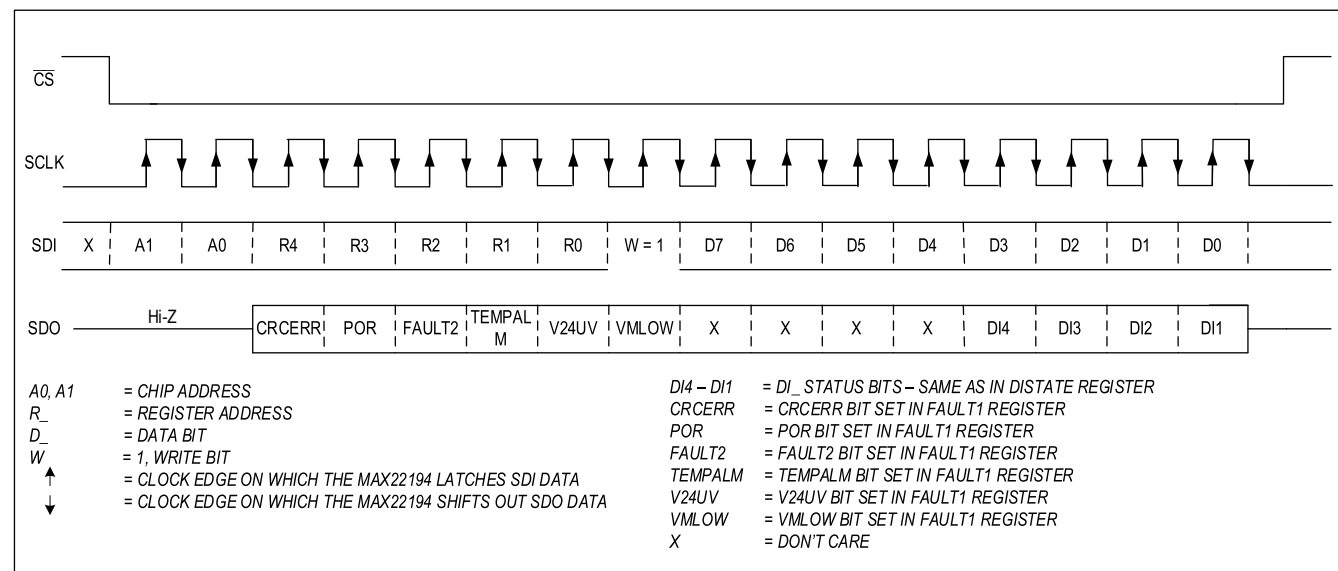 CS
SCLK
SDI X A1 A0 R4 R3 R2 R1 R0 W = 1 D7 D6 D5 D4 D3 D2 D1 D0
SDO Hi-Z CRCERR POR FAULT2 TEMPAL
M V24UV VMLOW X X X X DI4 DI3 DI2 DI1
A0, A1 = CHIP ADDRESS
R_ = REGISTER ADDRESS
D_ = DATA BIT
W = 1, WRITE BIT
↑ = CLOCK EDGE ON WHICH THE MAX22194 LATCHES SDI DATA
↓ = CLOCK EDGE ON WHICH THE MAX22194 SHIFTS OUT SDO DATA
DI4 – DI1 = DI_ STATUS BITS – SAME AS IN DISTATE REGISTER
CRCERR = CRCERR BIT SET IN FAULT1 REGISTER
POR = POR BIT SET IN FAULT1 REGISTER
FAULT2 = FAULT2 BIT SET IN FAULT1 REGISTER
TEMPALM = TEMPALM BIT SET IN FAULT1 REGISTER
V24UV = V24UV BIT SET IN FAULT1 REGISTER
VMLOW = VMLOW BIT SET IN FAULT1 REGISTER
X = DON'T CARE